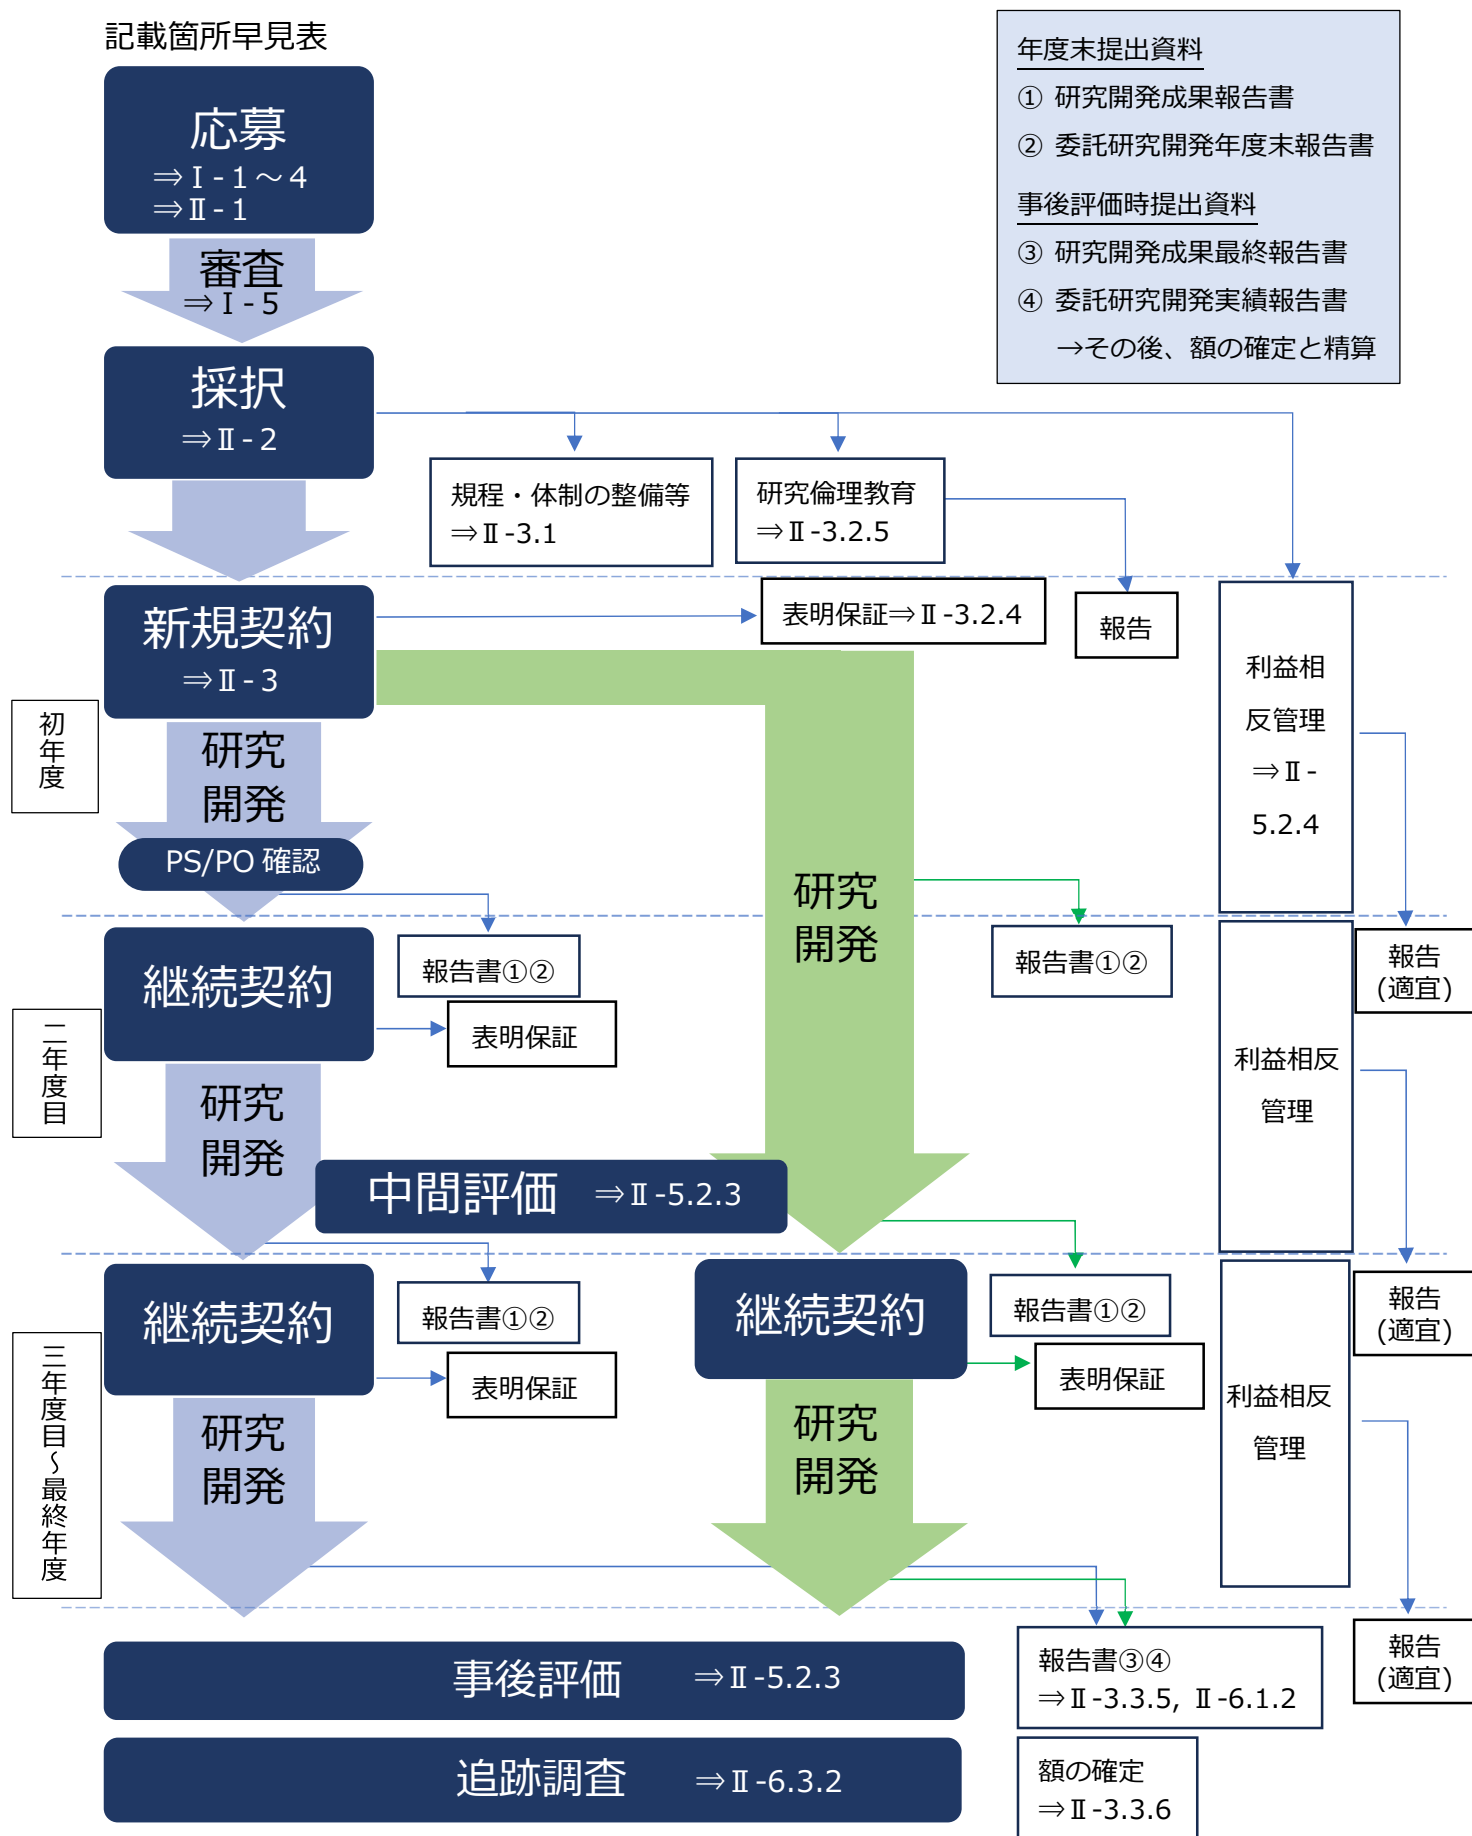 記載箇所早見表
年度末提出資料
① 研究開発成果報告書
② 委託研究開発年度末報告書
事後評価時提出資料
③ 研究開発成果最終報告書
④ 委託研究開発実績報告書
→その後、額の確定と精算
応募
⇒Ⅰ-1～4
⇒Ⅱ-1
審査
⇒Ⅰ-5
採択
⇒Ⅱ-2
規程・体制の整備等
⇒Ⅱ-3.1
研究倫理教育
⇒Ⅱ-3.2.5
新規契約
⇒Ⅱ-3
表明保証⇒Ⅱ-3.2.4
報告
利益相
反管理
⇒Ⅱ-
5.2.4
初年度
研究
開発
PS/PO 確認
研究
開発
継続契約
報告書①②
表明保証
報告書①②
報告
(適宜)
二年度目
利益相反
管理
研究
開発
中間評価 ⇒Ⅱ-5.2.3
継続契約
報告書①②
表明保証
継続契約
報告書①②
表明保証
報告
(適宜)
三年度目～最終年度
研究
開発
研究
開発
利益相反
管理
事後評価 ⇒Ⅱ-5.2.3
報告書③④
⇒Ⅱ-3.3.5, Ⅱ-6.1.2
報告
(適宜)
追跡調査 ⇒Ⅱ-6.3.2
額の確定
⇒Ⅱ-3.3.6